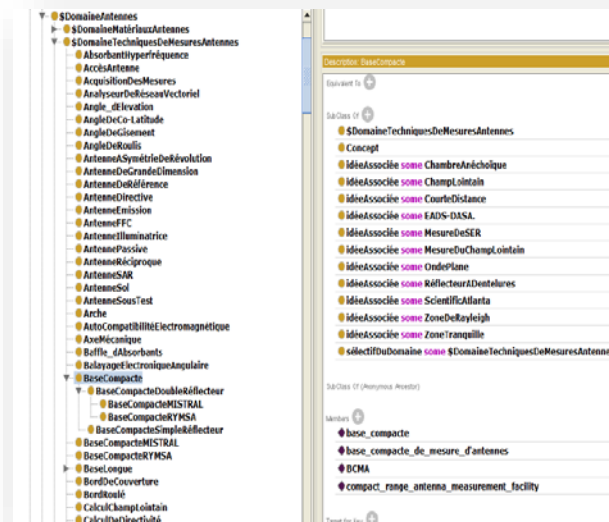 $DomaineAntennes
$DomaineMatériauxAntennes
$DomaineTechniquesDeMesuresAntennes
AbsorbantHyperfréquence
AccèsAntenne
AcquisitionDesMesures
AnalyseurDeRéseauVectoriel
Angle_dElevation
AngleDeCo-Latitude
AngleDeGisement
AngleDeRoulis
AntenneASymétrieDeRévolution
AntenneDeGrandeDimension
AntenneDeRéférence
AntenneDirective
AntenneEmission
AntenneFFC
AntenneIlluminatrice
AntennePassive
AntenneRéciproque
AntenneSAR
AntenneSol
AntenneSousTest
Arche
AutoCompatibilitéElectromagnétique
AxeMécanique
Baffle_dAbsorbants
BalayageElectroniqueAngulaire
BaseCompacte
BaseCompacteDoubleRéflecteur
BaseCompacteMISTRAL
BaseCompacteRYMSA
BaseCompacteSimpleRéflecteur
BaseCompacteMISTRAL
BaseCompacteRYMSA
BaseLongue
BordDeCouverture
BordRoulé
CalculChampLointain
CalculDeDirectivité
Description: BaseCompacte
Equivalent To
SubClass Of
$DomaineTechniquesDeMesuresAntennes
Concept
idéeAssociée some ChambreAnéchoïque
idéeAssociée some ChampLointain
idéeAssociée some CourteDistance
idéeAssociée some EADS-DASA.
idéeAssociée some MesureDeSER
idéeAssociée some MesureDuChampLointain
idéeAssociée some OndePlane
idéeAssociée some RéflecteurADentelures
idéeAssociée some ScientificAtlanta
idéeAssociée some ZoneDeRayleigh
idéeAssociée some ZoneTranquille
sélectifDuDomaine some $DomaineTechniquesDeMesuresAntenne
SubClass Of (Anonymous Ancestor)
Members
base_compacte
base_compacte_de_mesure_d'antennes
BCMA
compact_range_antenna_measurement_facility
Target for Key